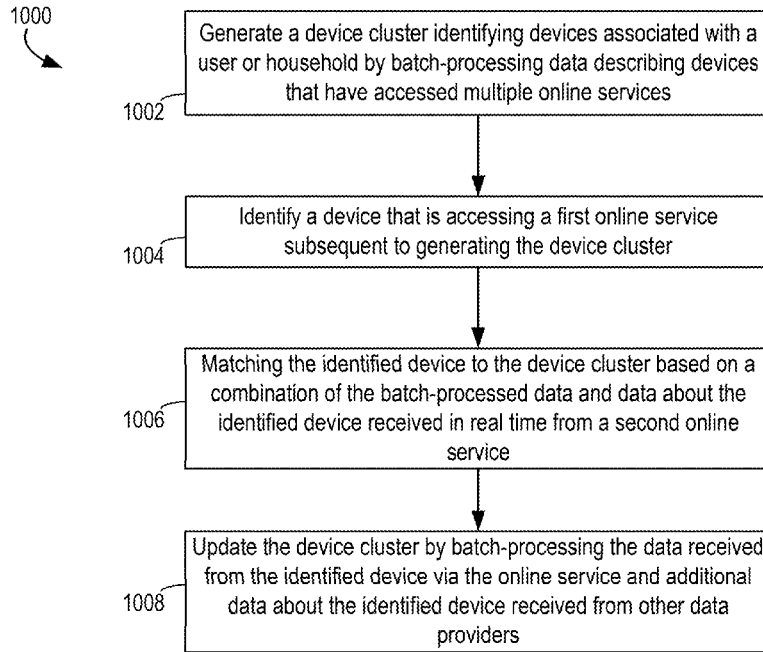 1000
Generate a device cluster identifying devices associated with a
user or household by batch-processing data describing devices
that have accessed multiple online services
1002
Identify a device that is accessing a first online service
subsequent to generating the device cluster
1004
Matching the identified device to the device cluster based on a
combination of the batch-processed data and data about the
identified device received in real time from a second online
service
1006
Update the device cluster by batch-processing the data received
from the identified device via the online service and additional
data about the identified device received from other data
providers
1008